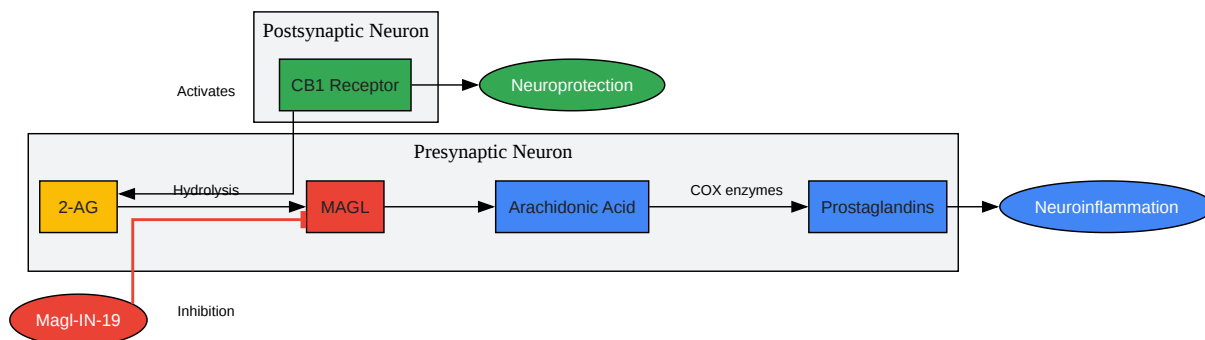 Postsynaptic Neuron
CB1 Receptor
Neuroprotection
Activates
Presynaptic Neuron
2-AG
Hydrolysis
MAGL
Arachidonic Acid
COX enzymes
Prostaglandins
Neuroinflammation
Magl-IN-19
Inhibition